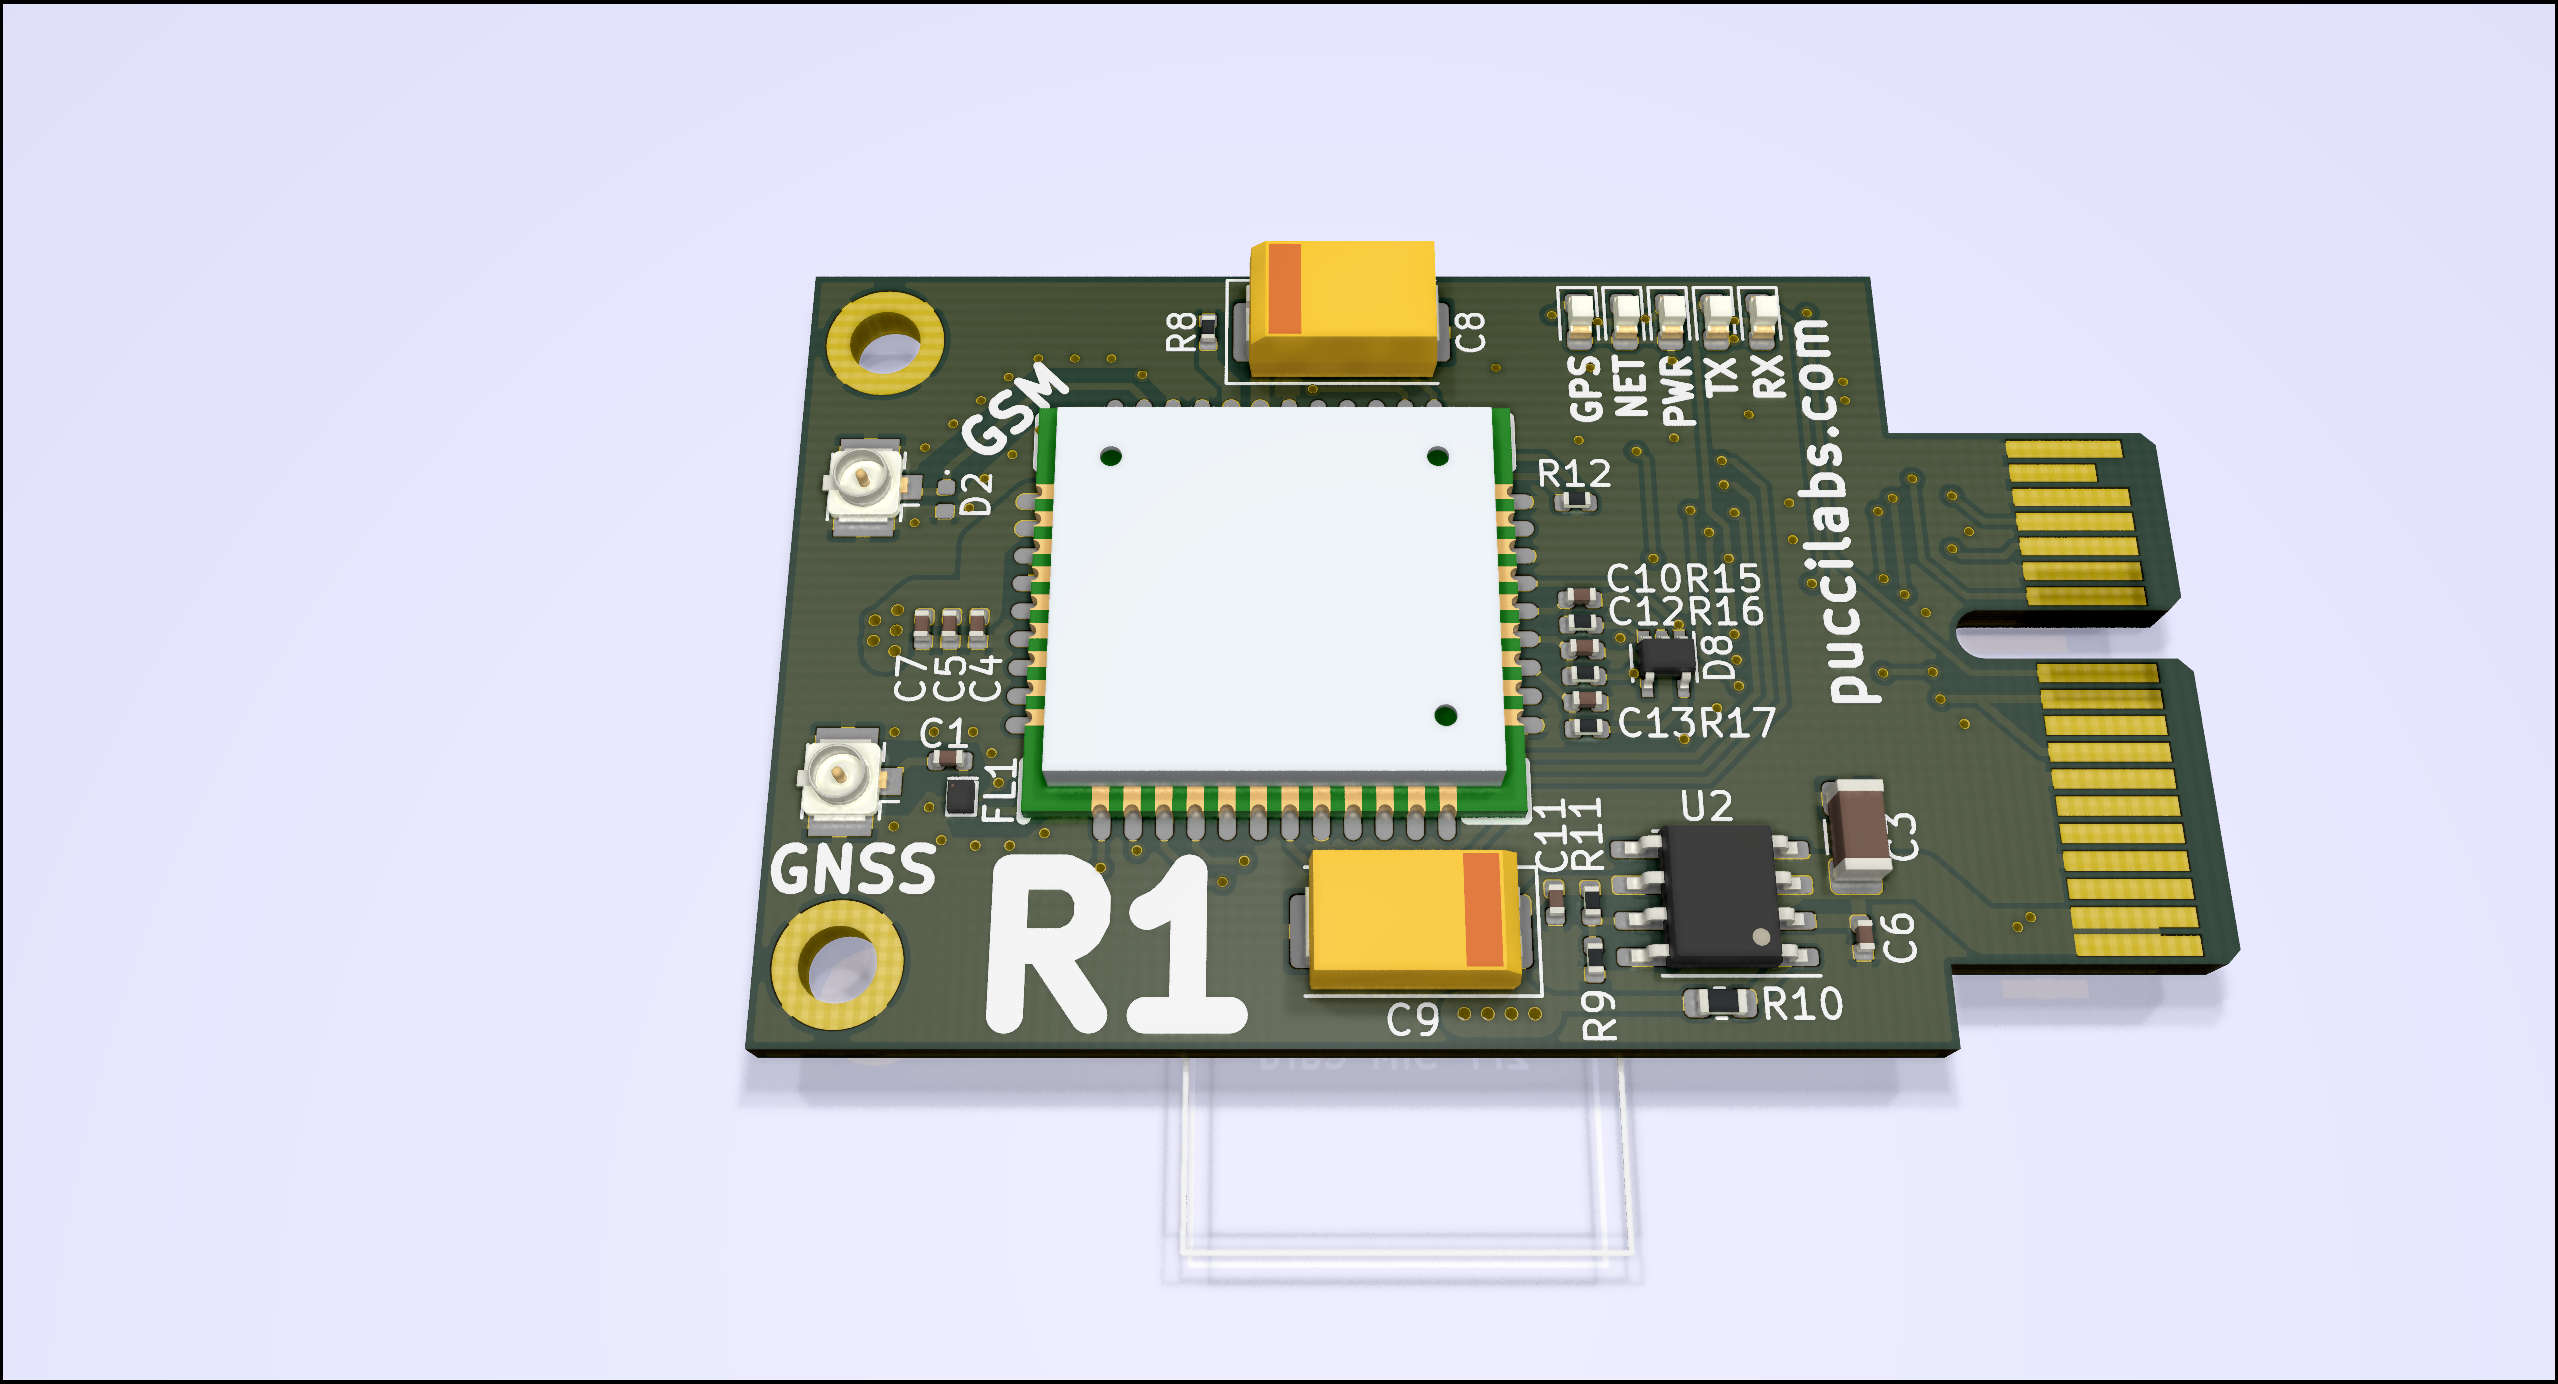 R8
C8
GPS
NET
PWR
TX
RX
puccilabs.com
GSM
D2
R12
C10R15
C12R16
D8
C13R17
C7
C5
C4
C1
FL1
GNSS
R1
C9
C11
R11
R9
U2
C3
C6
R10